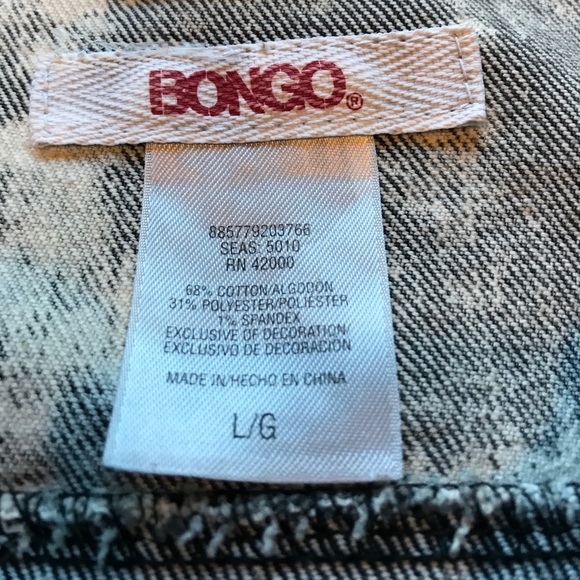 BONGO®
885779203766
SEAS: 5010
RN 42000
68% COTTON/ALGODON
31% POLYESTER/POLIESTER
1% SPANDEX
EXCLUSIVE OF DECORATION/
EXCLUSIVO DE DECORACION
MADE IN/HECHO EN CHINA
L/G